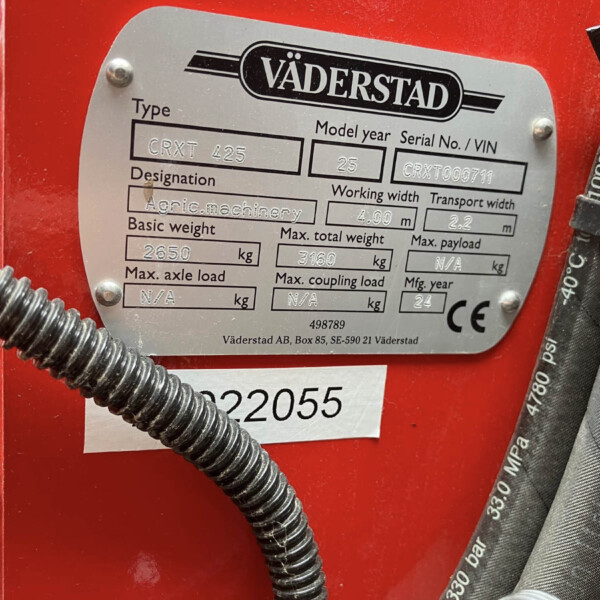 VÄDERSTAD
Type Model year Serial No. / VIN
CRXT 425 25 CRXT000711
Designation Working width Transport width
Agric.machinery 4.00 m 2.2 m
Basic weight Max. total weight Max. payload
2650 kg 3160 kg N/A kg
Max. axle load Max. coupling load Mfg. year
N/A kg N/A kg 24 CE
498789
Väderstad AB, Box 85, SE-590 21 Väderstad
22055
330 bar 33.0 MPa 4780 psi -40°C